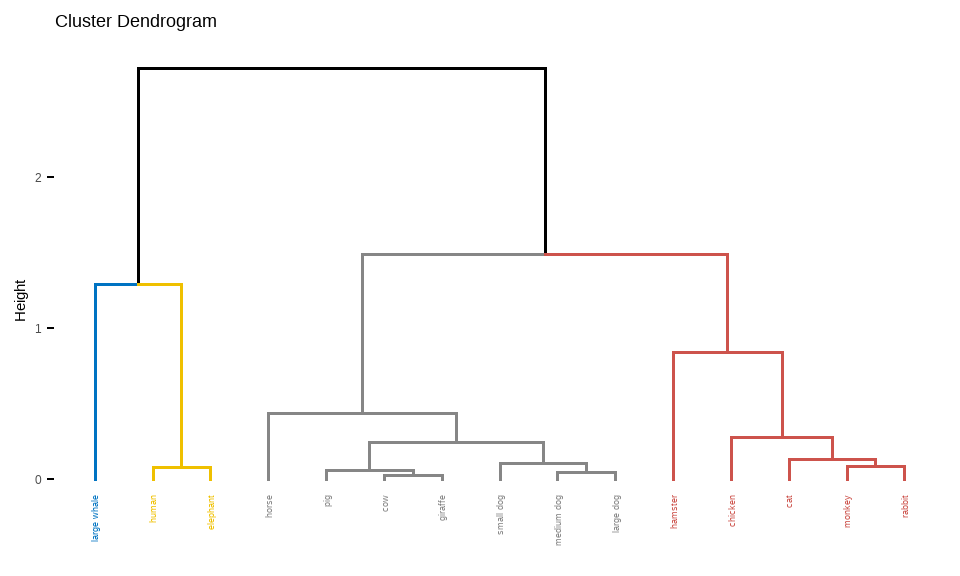 Cluster Dendrogram
Height
2
1
0
large whale
human
elephant
horse
pig
cow
giraffe
small dog
medium dog
large dog
hamster
chicken
cat
monkey
rabbit